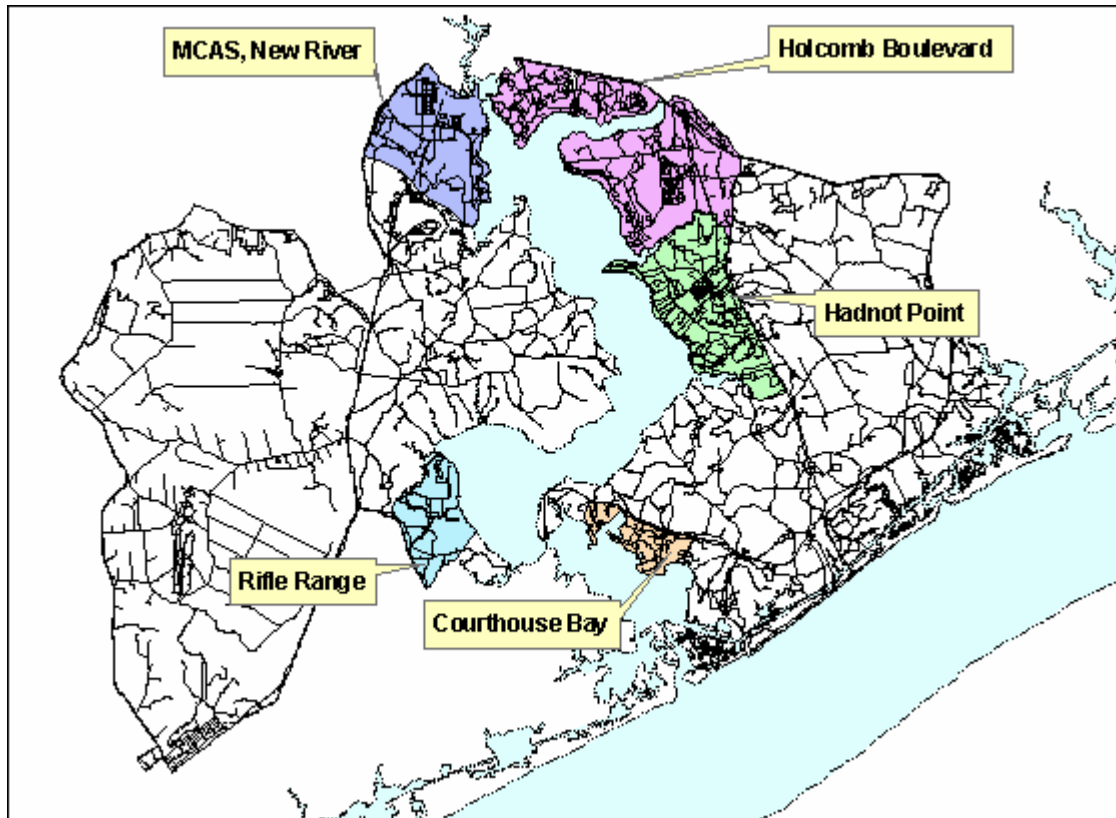 MCAS, New River
Holcomb Boulevard
Hadnot Point
Rifle Range
Courthouse Bay